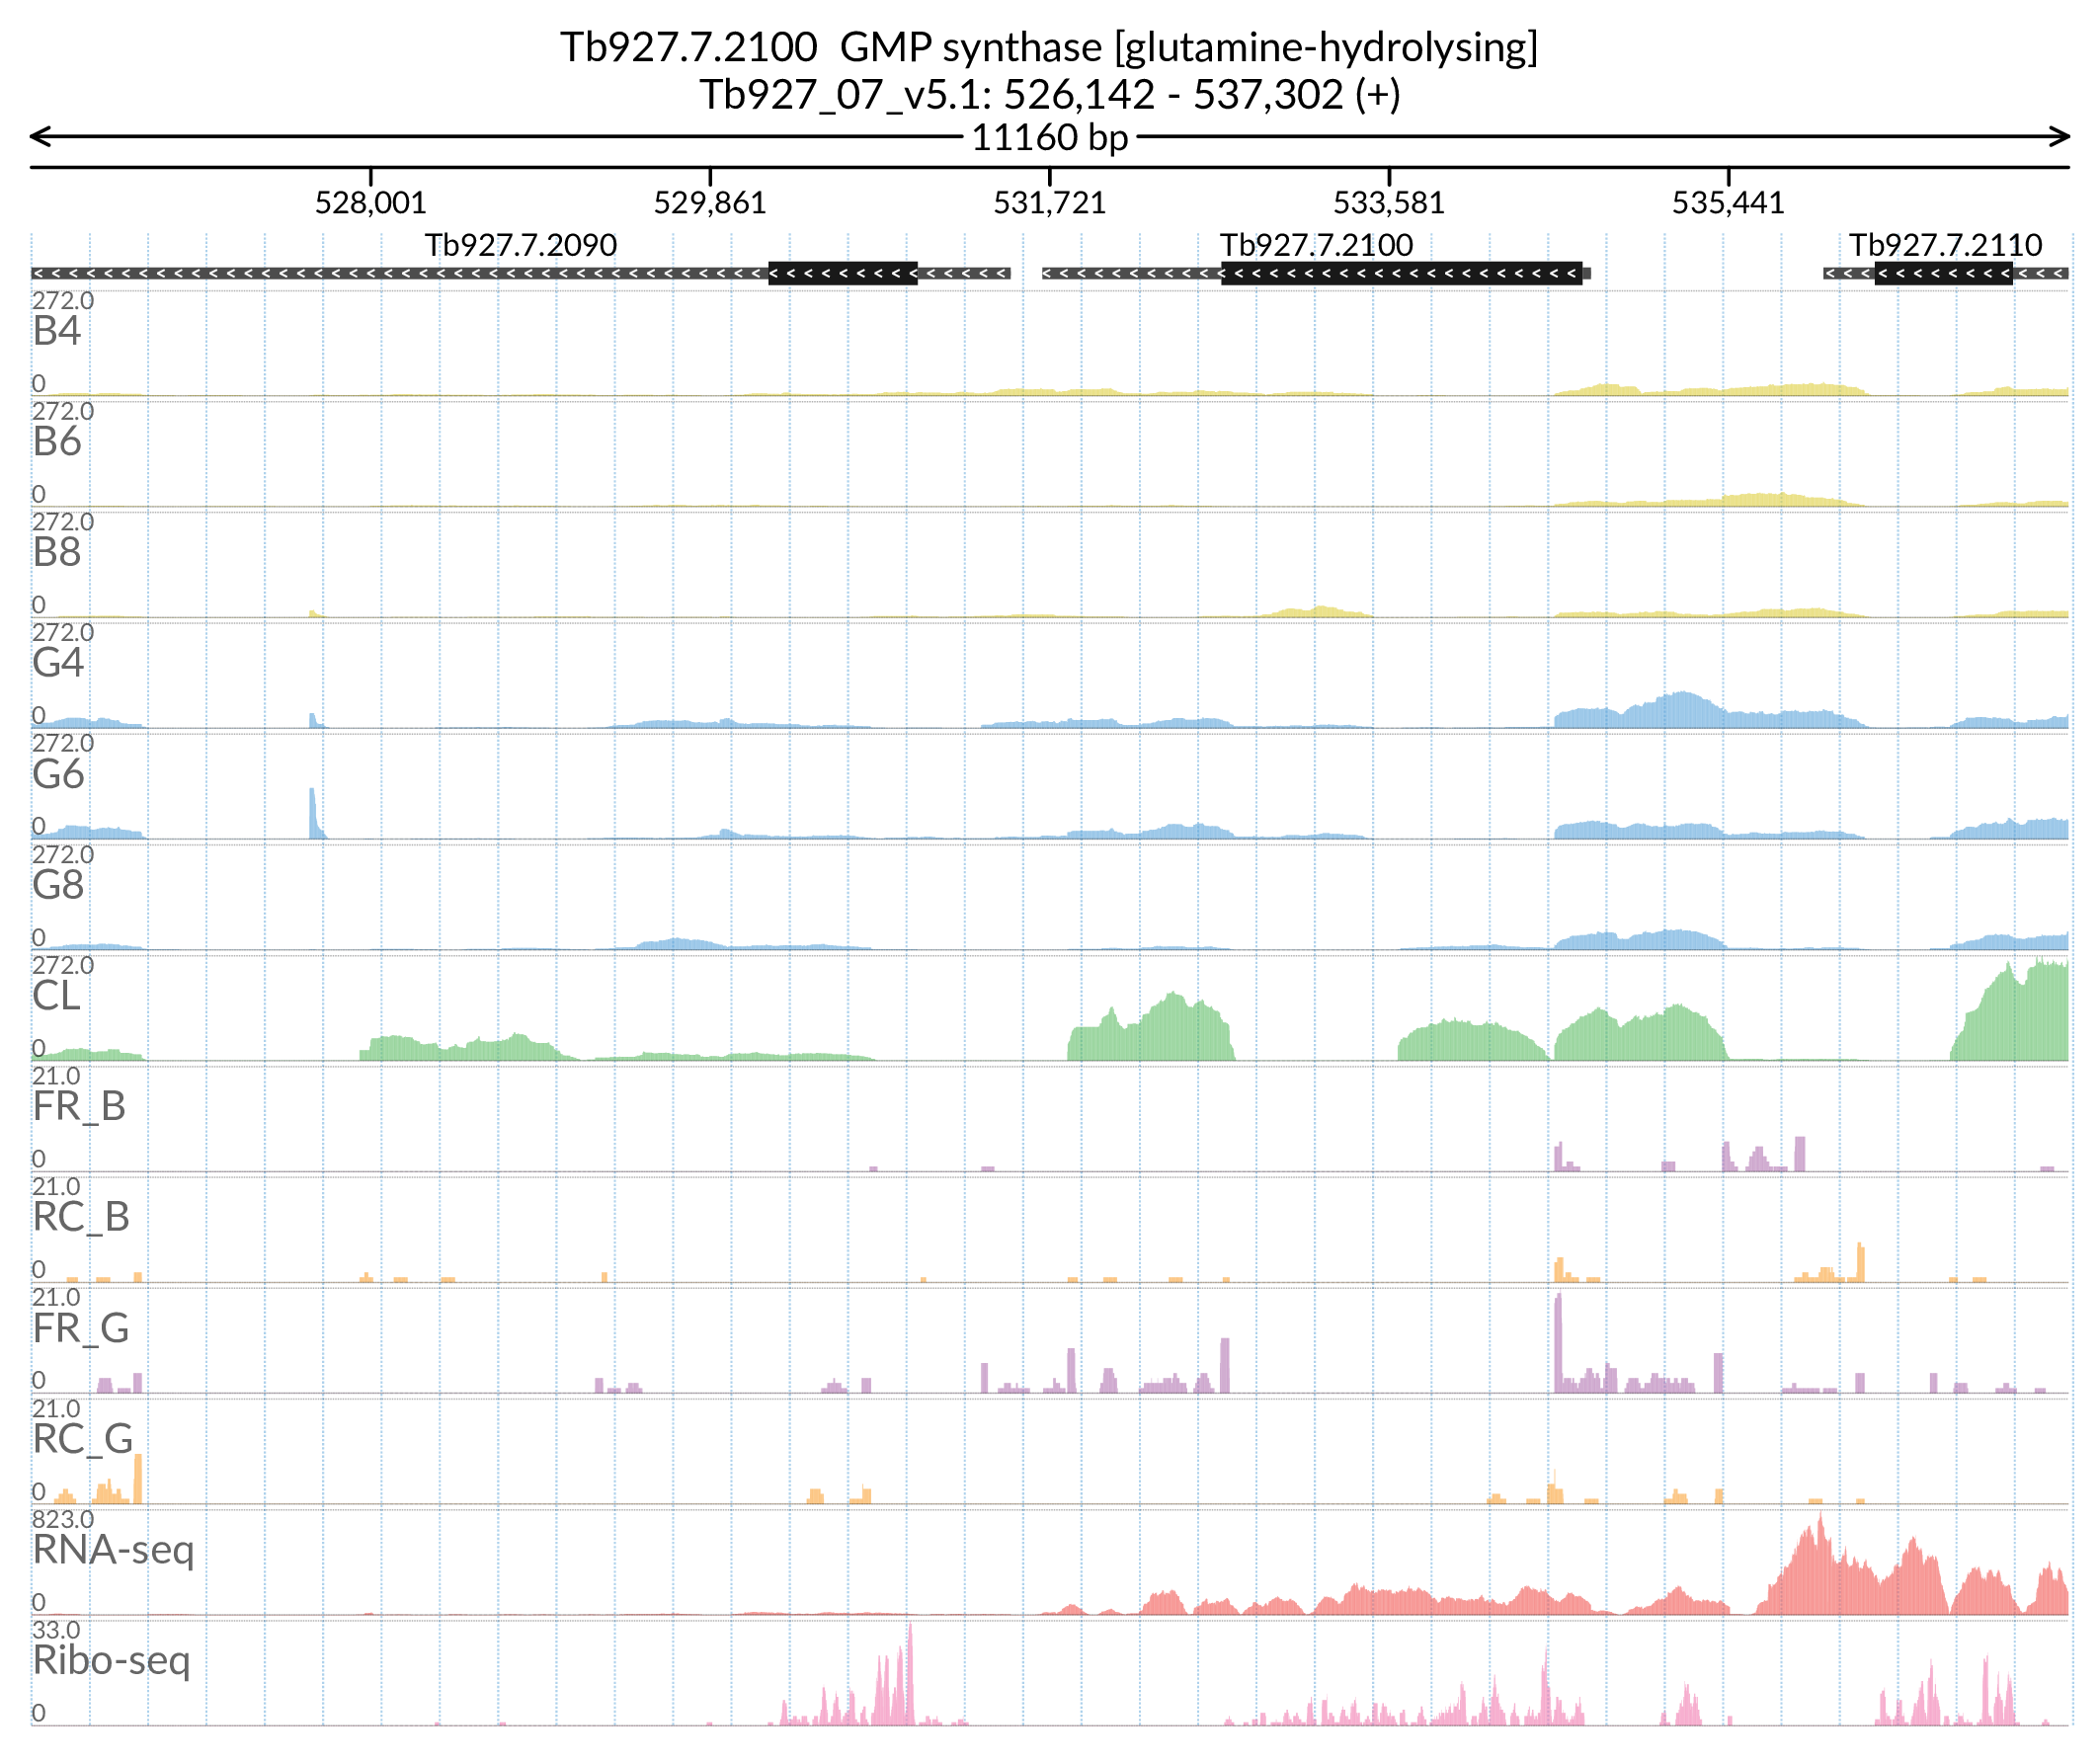 Tb927.7.2100 GMP synthase [glutamine-hydrolysing]
Tb927_07_v5.1: 526,142 - 537,302 (+)
11160 bp
528,001 529,861 531,721 533,581 535,441
Tb927.7.2090 Tb927.7.2100 Tb927.7.2110
272.0
B4
0
272.0
B6
0
272.0
B8
0
272.0
G4
0
272.0
G6
0
272.0
G8
0
272.0
CL
0
21.0
FR_B
0
21.0
RC_B
0
21.0
FR_G
0
21.0
RC_G
0
823.0
RNA-seq
0
33.0
Ribo-seq
0